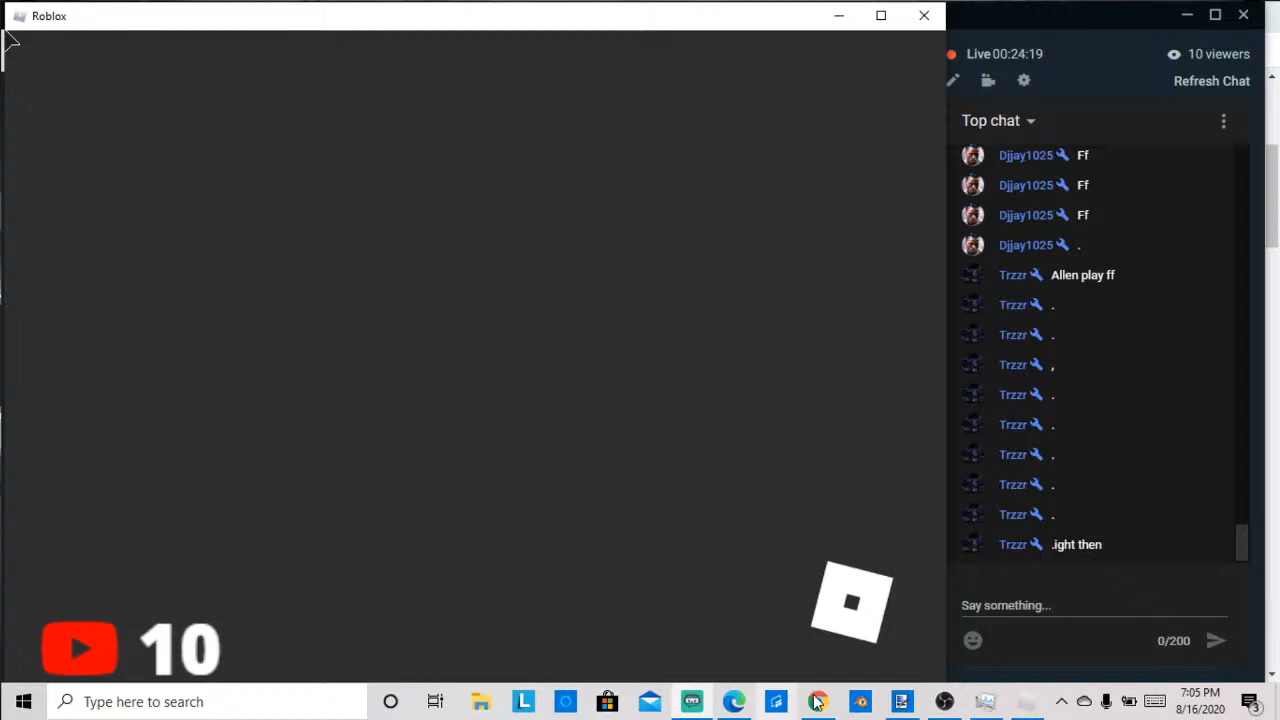 Roblox
Live 00:24:19
10 viewers
Refresh Chat
Top chat
Djjay1025 Ff
Djjay1025 Ff
Djjay1025 Ff
Djjay1025 .
Trzzr Allen play ff
Trzzr .
Trzzr .
Trzzr ,
Trzzr .
Trzzr .
Trzzr .
Trzzr .
Trzzr .
Trzzr .ight then
Say something...
0/200
10
Type here to search
L
7:05 PM
8/16/2020
3